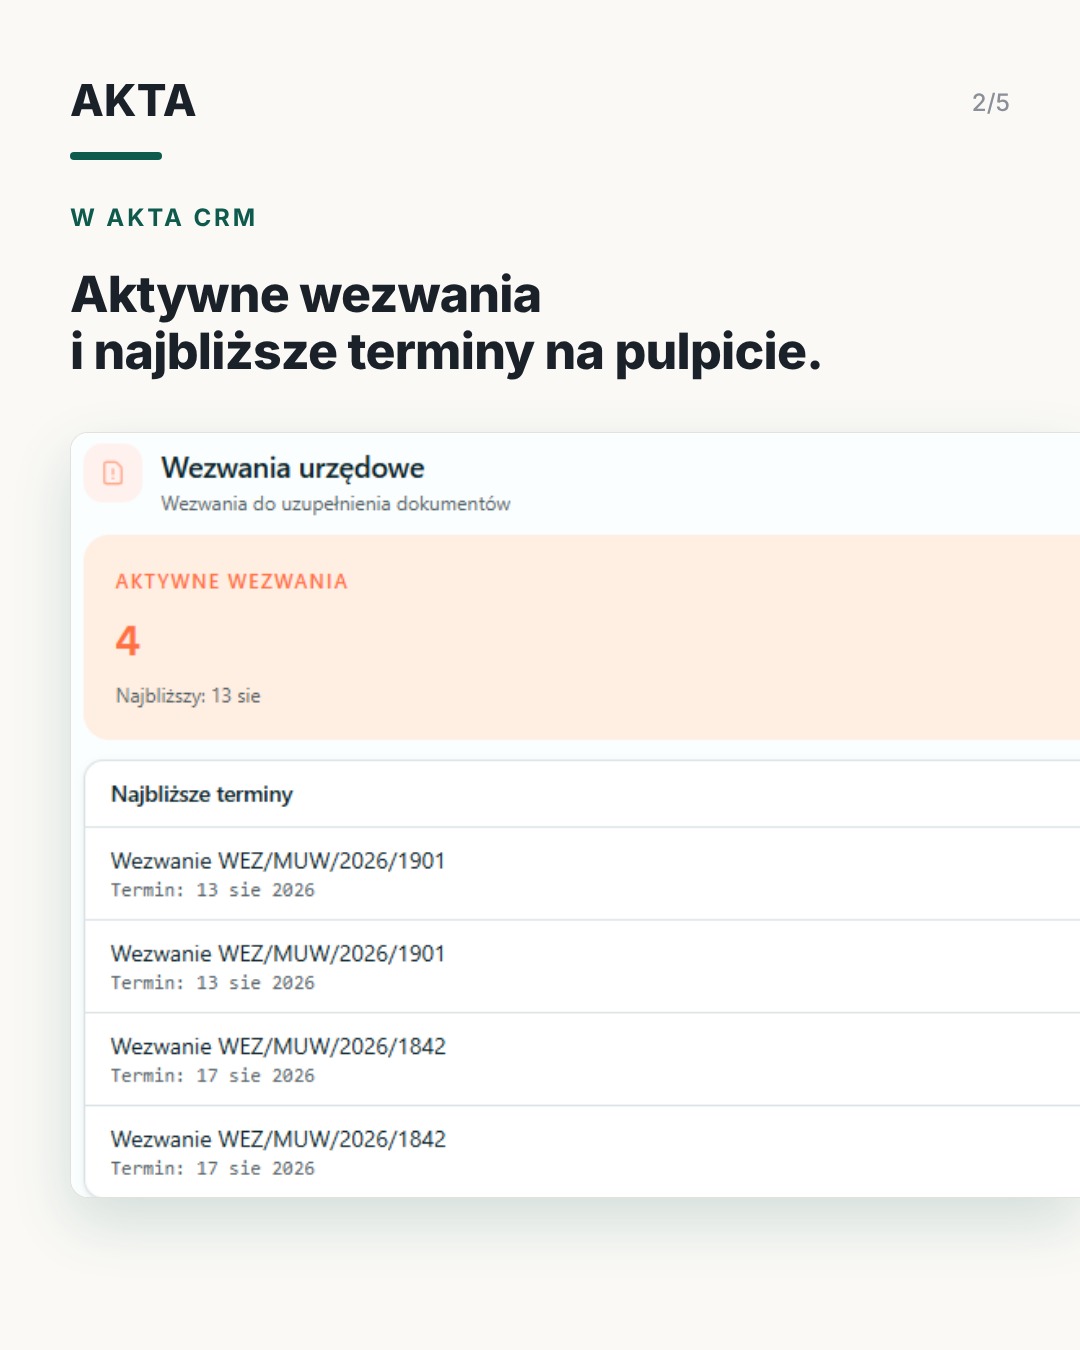 AKTA
2/5
W AKTA CRM
Aktywne wezwania
i najbliższe terminy na pulpicie.
Wezwania urzędowe
Wezwania do uzupełnienia dokumentów
AKTYWNE WEZWANIA
4
Najbliższy: 13 sie
Najbliższe terminy
Wezwanie WEZ/MUW/2026/1901
Termin: 13 sie 2026
Wezwanie WEZ/MUW/2026/1901
Termin: 13 sie 2026
Wezwanie WEZ/MUW/2026/1842
Termin: 17 sie 2026
Wezwanie WEZ/MUW/2026/1842
Termin: 17 sie 2026